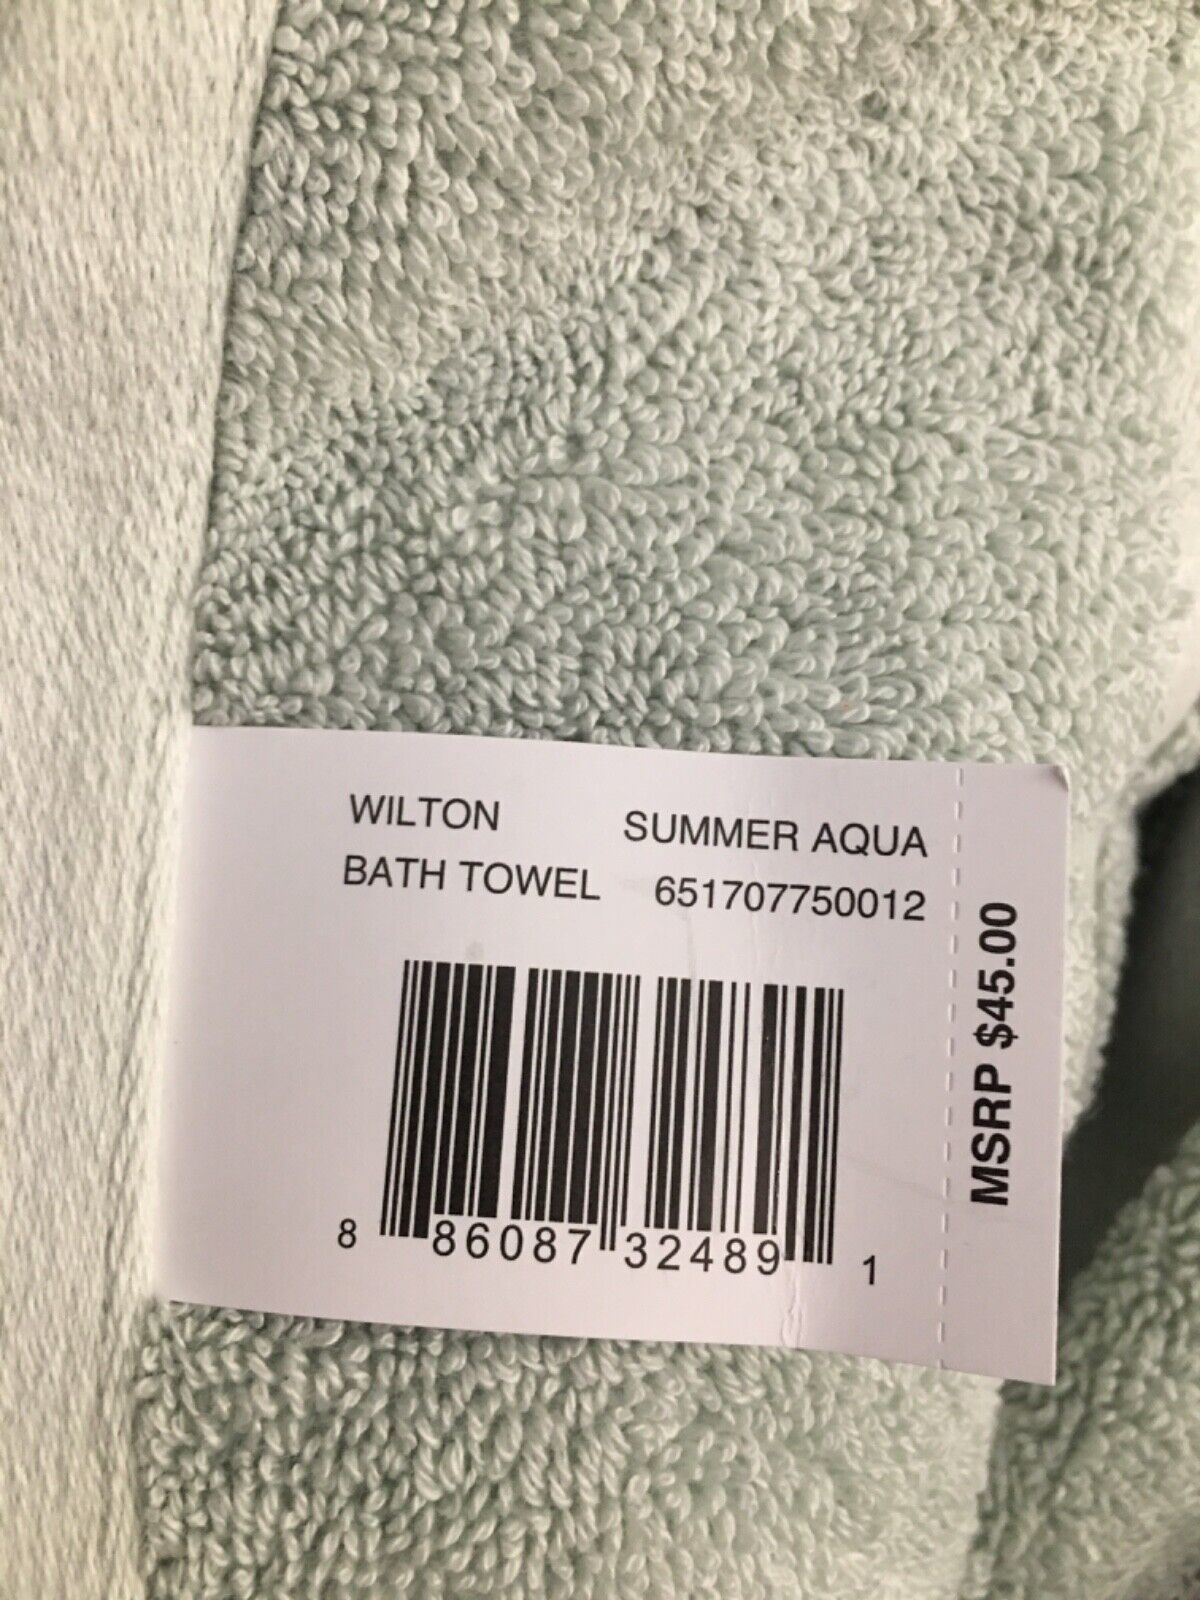 WILTON SUMMER AQUA
BATH TOWEL 651707750012
8 86087 32489 1
MSRP $45.00